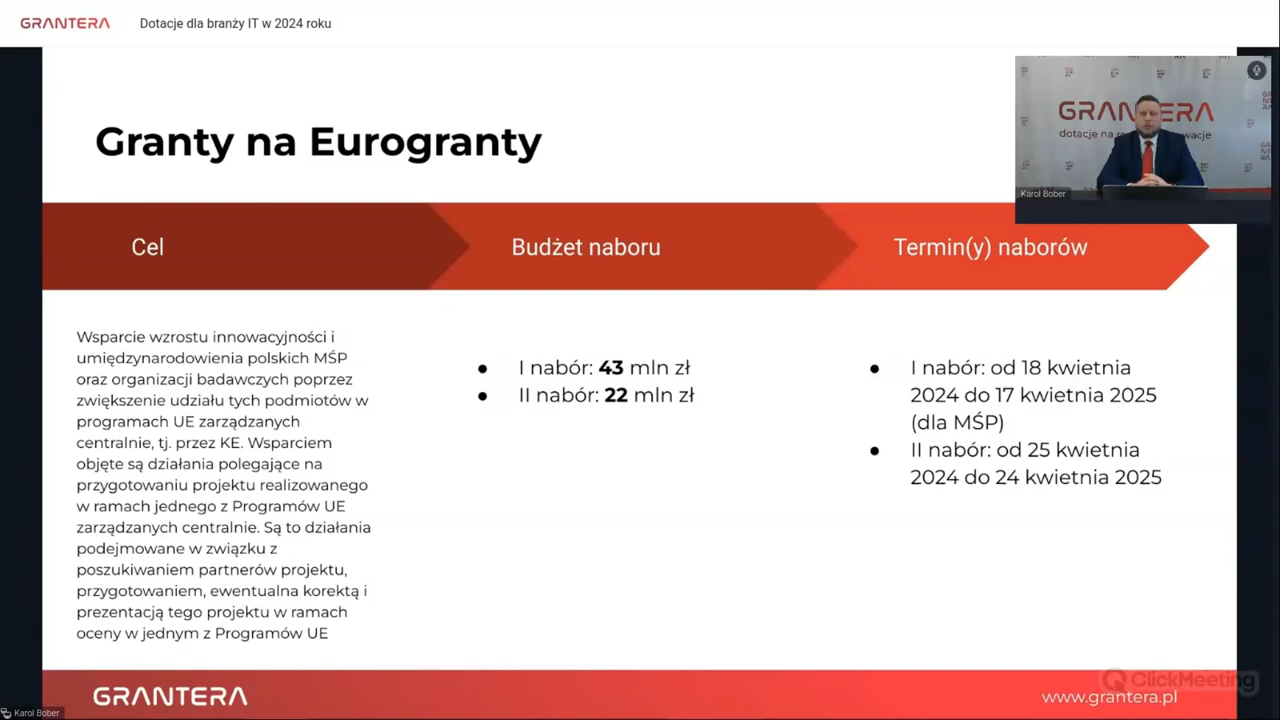 GRANTERA
Dotacje dla branży IT w 2024 roku
Granty na Eurogranty
GRANTERA
Karol Bober
Cel
Budżet naboru
Termin(y) naborów
Wsparcie wzrostu innowacyjności i
umiędzynarodowienia polskich MŚP
oraz organizacji badawczych poprzez
zwiększenie udziału tych podmiotów w
programach UE zarządzanych
centralnie, tj. przez KE. Wsparciem
objęte są działania polegające na
przygotowaniu projektu realizowanego
w ramach jednego z Programów UE
zarządzanych centralnie. Są to działania
podejmowane w związku z
poszukiwaniem partnerów projektu,
przygotowaniem, ewentualna korektą i
prezentacją tego projektu w ramach
oceny w jednym z Programów UE
● I nabór: 43 mln zł
● II nabór: 22 mln zł
● I nabór: od 18 kwietnia
2024 do 17 kwietnia 2025
(dla MŚP)
● II nabór: od 25 kwietnia
2024 do 24 kwietnia 2025
GRANTERA
ClickMeeting
www.grantera.pl
Karol Bober